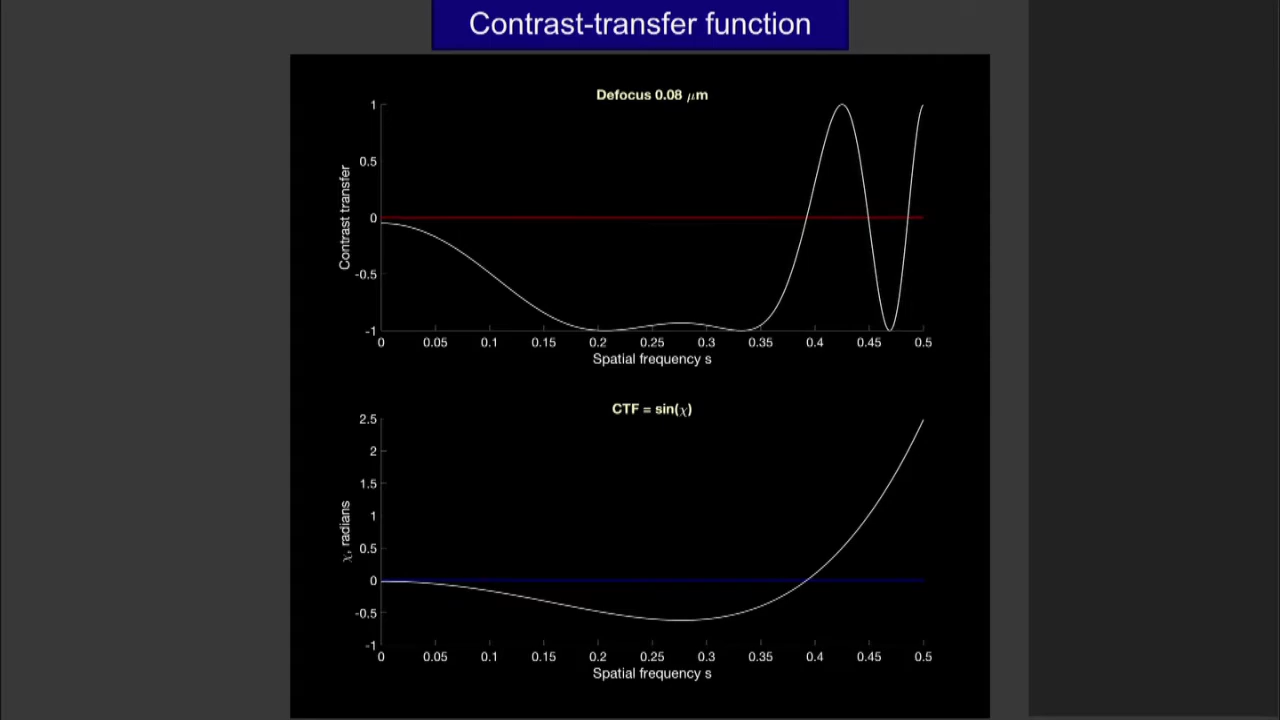 Contrast-transfer function
Defocus 0.08 μm
Contrast transfer
1
0.5
0
-0.5
-1
0 0.05 0.1 0.15 0.2 0.25 0.3 0.35 0.4 0.45 0.5
Spatial frequency s
CTF = sin(χ)
χ, radians
2.5
2
1.5
1
0.5
0
-0.5
-1
0 0.05 0.1 0.15 0.2 0.25 0.3 0.35 0.4 0.45 0.5
Spatial frequency s